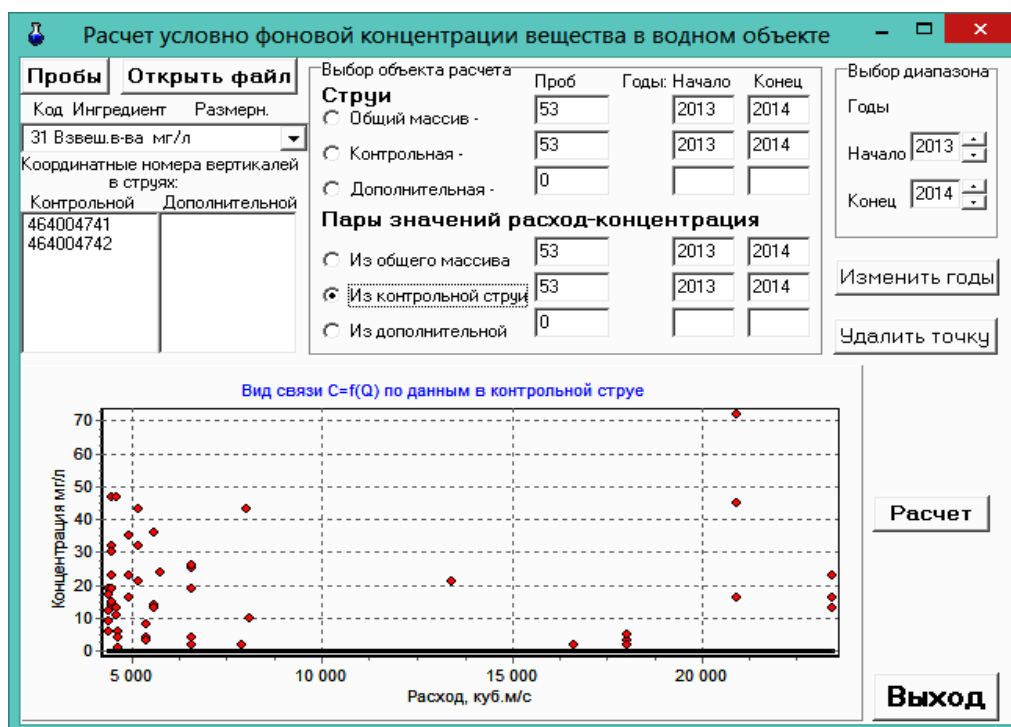 Расчет условно фоновой концентрации вещества в водном объекте
Пробы Открыть файл
Код Ингредиент Размерн.
31 Взвеш.в-ва мг/л
Координатные номера вертикалей
в струях:
Контрольной Дополнительной
464004741
464004742
Выбор объекта расчета
Струи Проб Годы: Начало Конец
Общий массив - 53 2013 2014
Контрольная - 53 2013 2014
Дополнительная - 0
Пары значений расход-концентрация
Из общего массива 53 2013 2014
Из контрольной струи 53 2013 2014
Из дополнительной 0
Выбор диапазона
Годы
Начало 2013
Конец 2014
Изменить годы
Удалить точку
Вид связи C=f(Q) по данным в контрольной струе
Концентрация мг/л
70
60
50
40
30
20
10
0
5 000 10 000 15 000 20 000
Расход, куб.м/с
Расчет
Выход